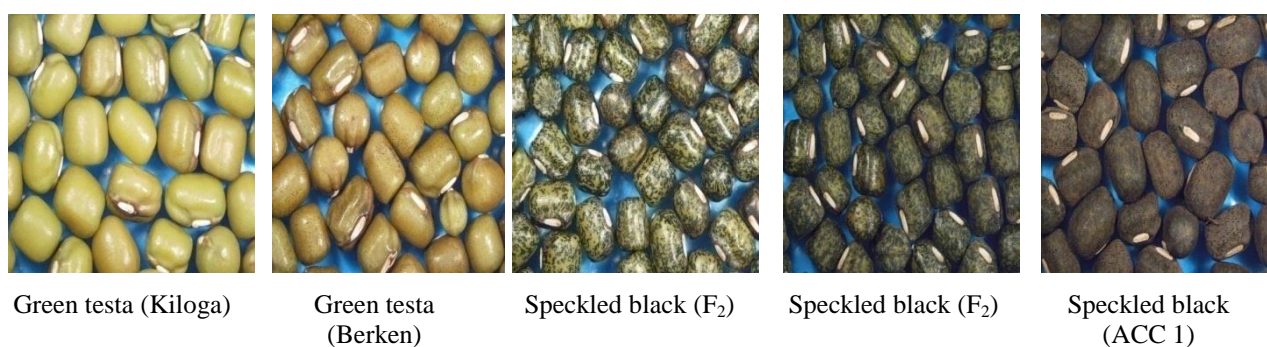 Green testa (Kiloga)
Green testa
(Berken)
Speckled black (F₂)
Speckled black (F₂)
Speckled black
(ACC 1)